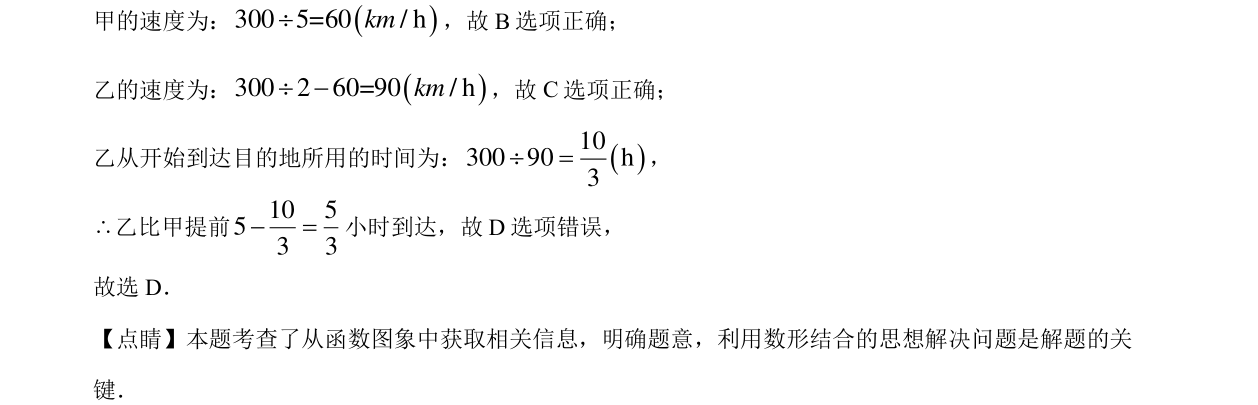 甲的速度为：300÷5=60(km/h)，故 B 选项正确；
乙的速度为：300÷2−60=90(km/h)，故 C 选项正确；
乙从开始到达目的地所用的时间为：300÷90=10/3(h)，
∴乙比甲提前5−10/3=5/3小时到达，故 D 选项错误，
故选 D．
【点睛】本题考查了从函数图象中获取相关信息，明确题意，利用数形结合的思想解决问题是解题的关
键．